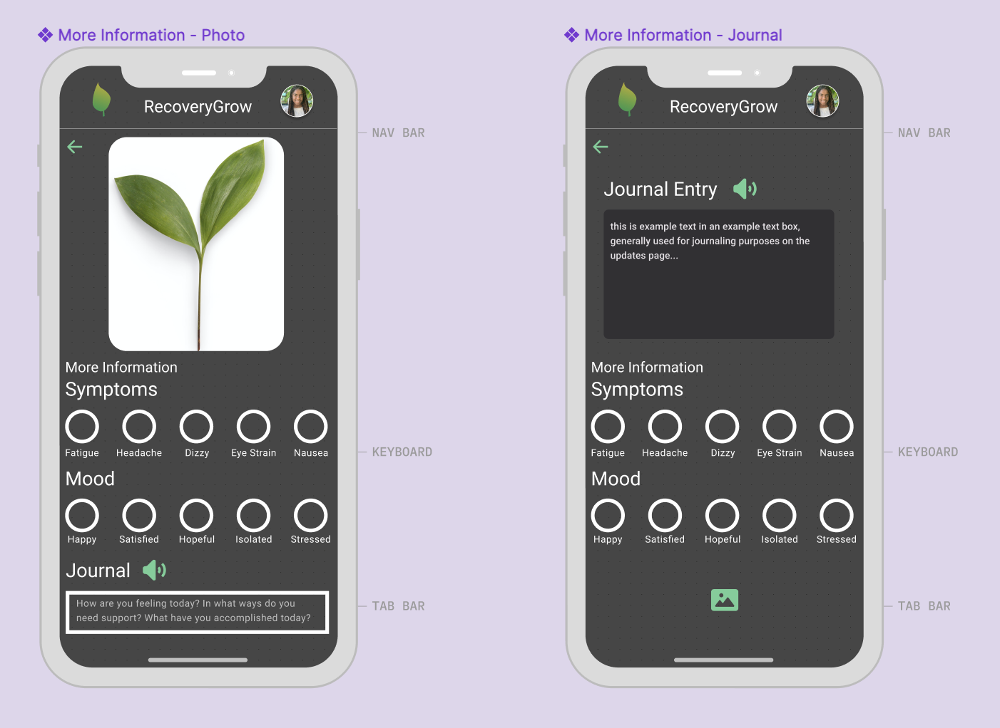 More Information - Photo
RecoveryGrow
NAV BAR
More Information
Symptoms
Fatigue Headache Dizzy Eye Strain Nausea
KEYBOARD
Mood
Happy Satisfied Hopeful Isolated Stressed
Journal
How are you feeling today? In what ways do you
need support? What have you accomplished today?
TAB BAR
More Information - Journal
RecoveryGrow
NAV BAR
Journal Entry
this is example text in an example text box,
generally used for journaling purposes on the
updates page...
More Information
Symptoms
Fatigue Headache Dizzy Eye Strain Nausea
KEYBOARD
Mood
Happy Satisfied Hopeful Isolated Stressed
TAB BAR